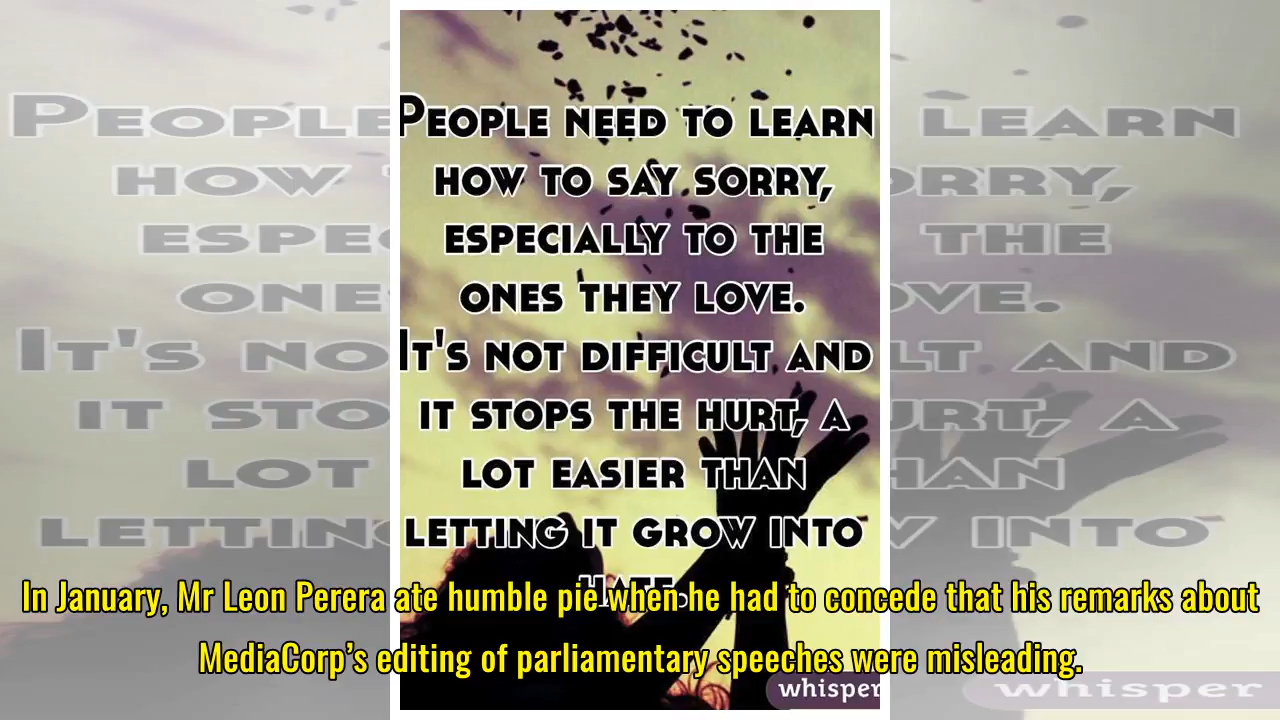 PEOPLE NEED TO LEARN
HOW TO SAY SORRY,
ESPECIALLY TO THE
ONES THEY LOVE.
IT'S NOT DIFFICULT AND
IT STOPS THE HURT, A
LOT EASIER THAN
LETTING IT GROW INTO
HATE.
In January, Mr Leon Perera ate humble pie when he had to concede that his remarks about
MediaCorp’s editing of parliamentary speeches were misleading.
whisper